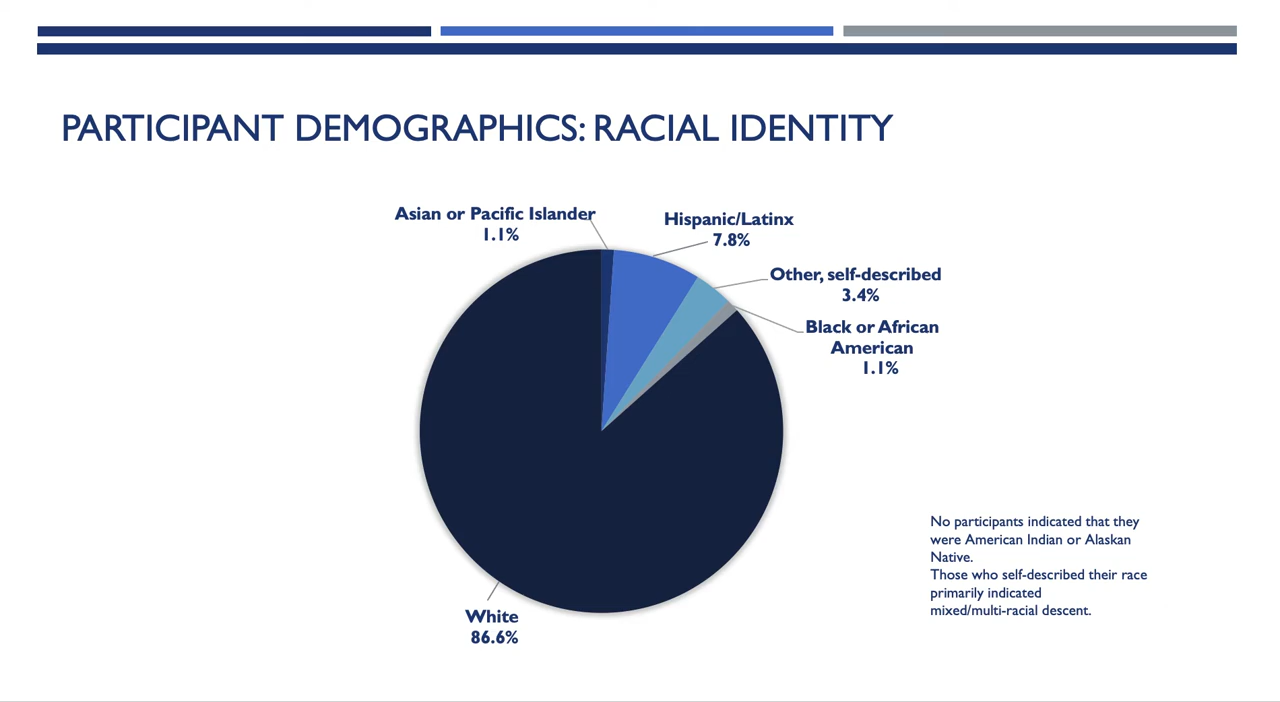 PARTICIPANT DEMOGRAPHICS: RACIAL IDENTITY
Asian or Pacific Islander
1.1%
Hispanic/Latinx
7.8%
Other, self-described
3.4%
Black or African
American
1.1%
White
86.6%
No participants indicated that they
were American Indian or Alaskan
Native.
Those who self-described their race
primarily indicated
mixed/multi-racial descent.